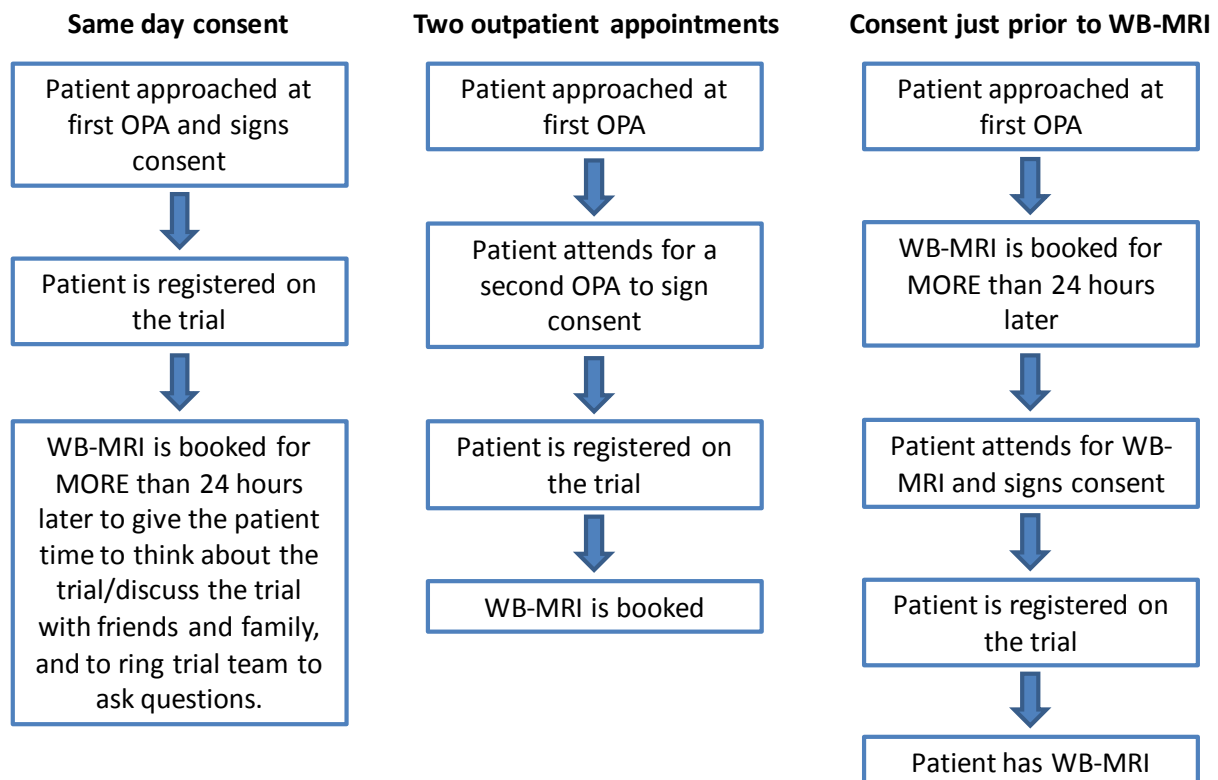 Same day consent
Patient approached at
first OPA and signs
consent
Patient is registered on
the trial
WB-MRI is booked for
MORE than 24 hours
later to give the patient
time to think about the
trial/discuss the trial
with friends and family,
and to ring trial team to
ask questions.
Two outpatient appointments
Patient approached at
first OPA
Patient attends for a
second OPA to sign
consent
Patient is registered on
the trial
WB-MRI is booked
Consent just prior to WB-MRI
Patient approached at
first OPA
WB-MRI is booked for
MORE than 24 hours
later
Patient attends for WB-
MRI and signs consent
Patient is registered on
the trial
Patient has WB-MRI